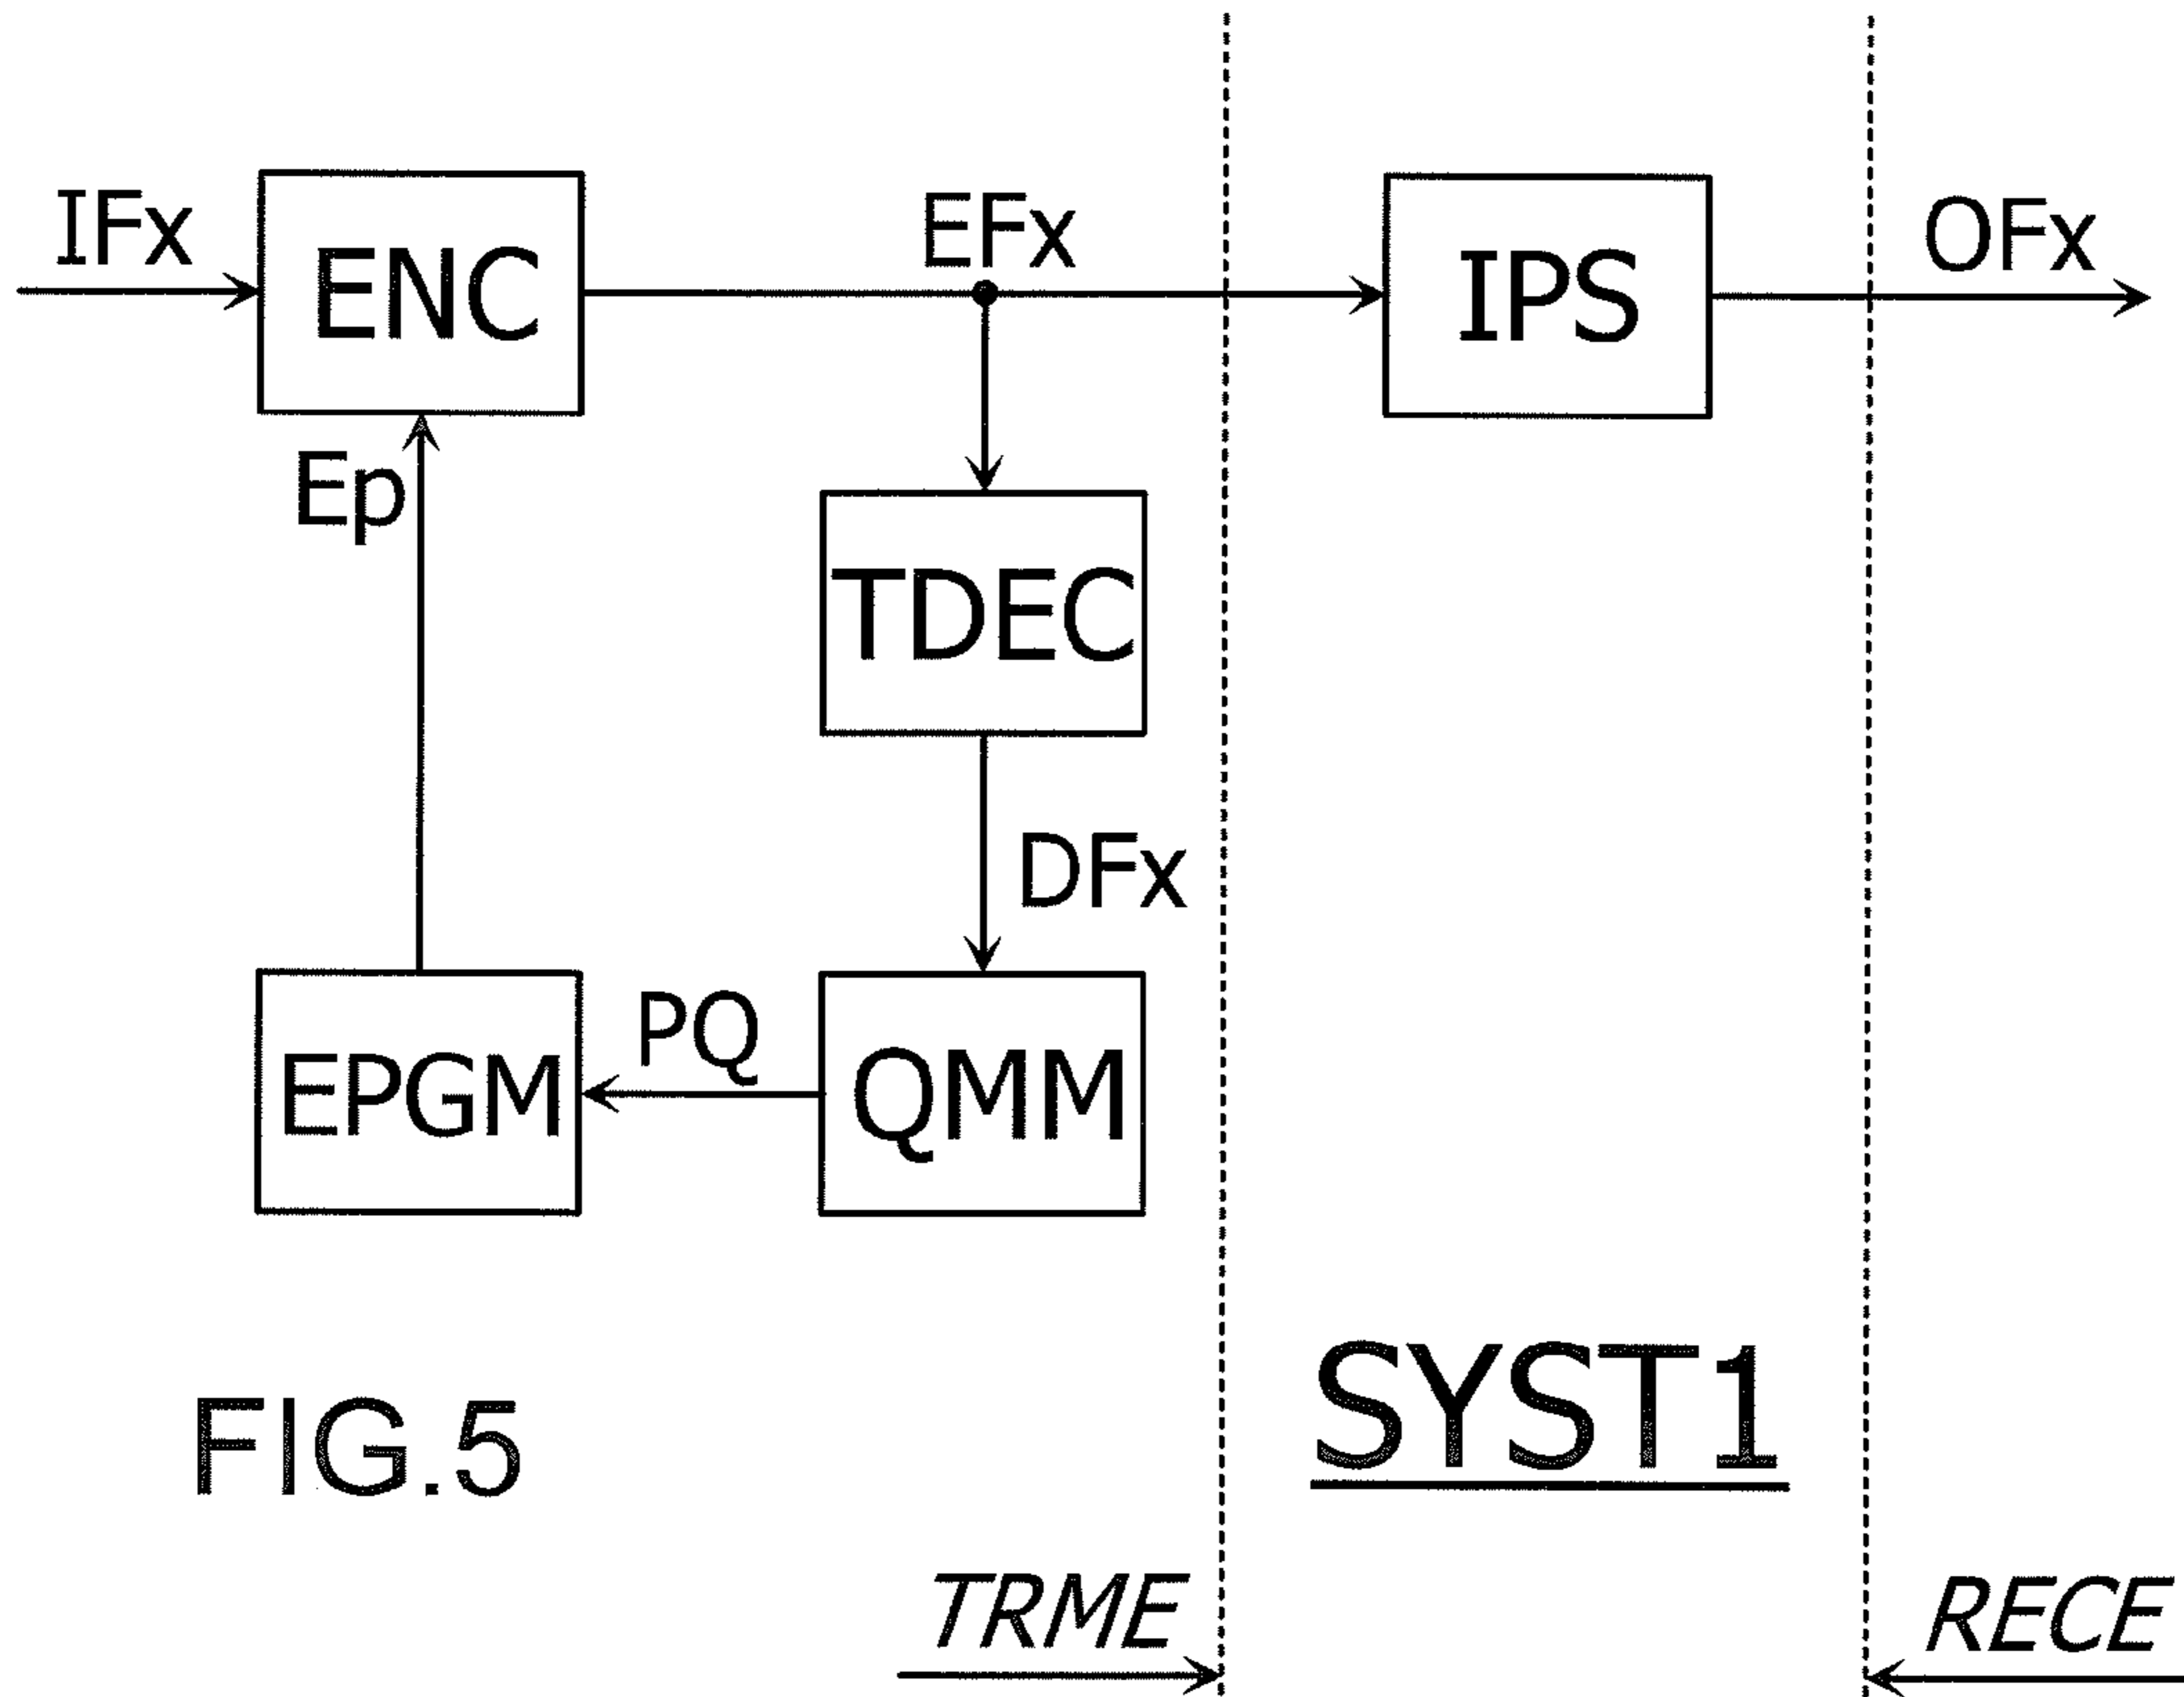 IFx
ENC
EFx
IPS
OFx
Ep
TDEC
DFx
EPGM
PQ
QMM
SYST1
FIG.5
TRME
RECE